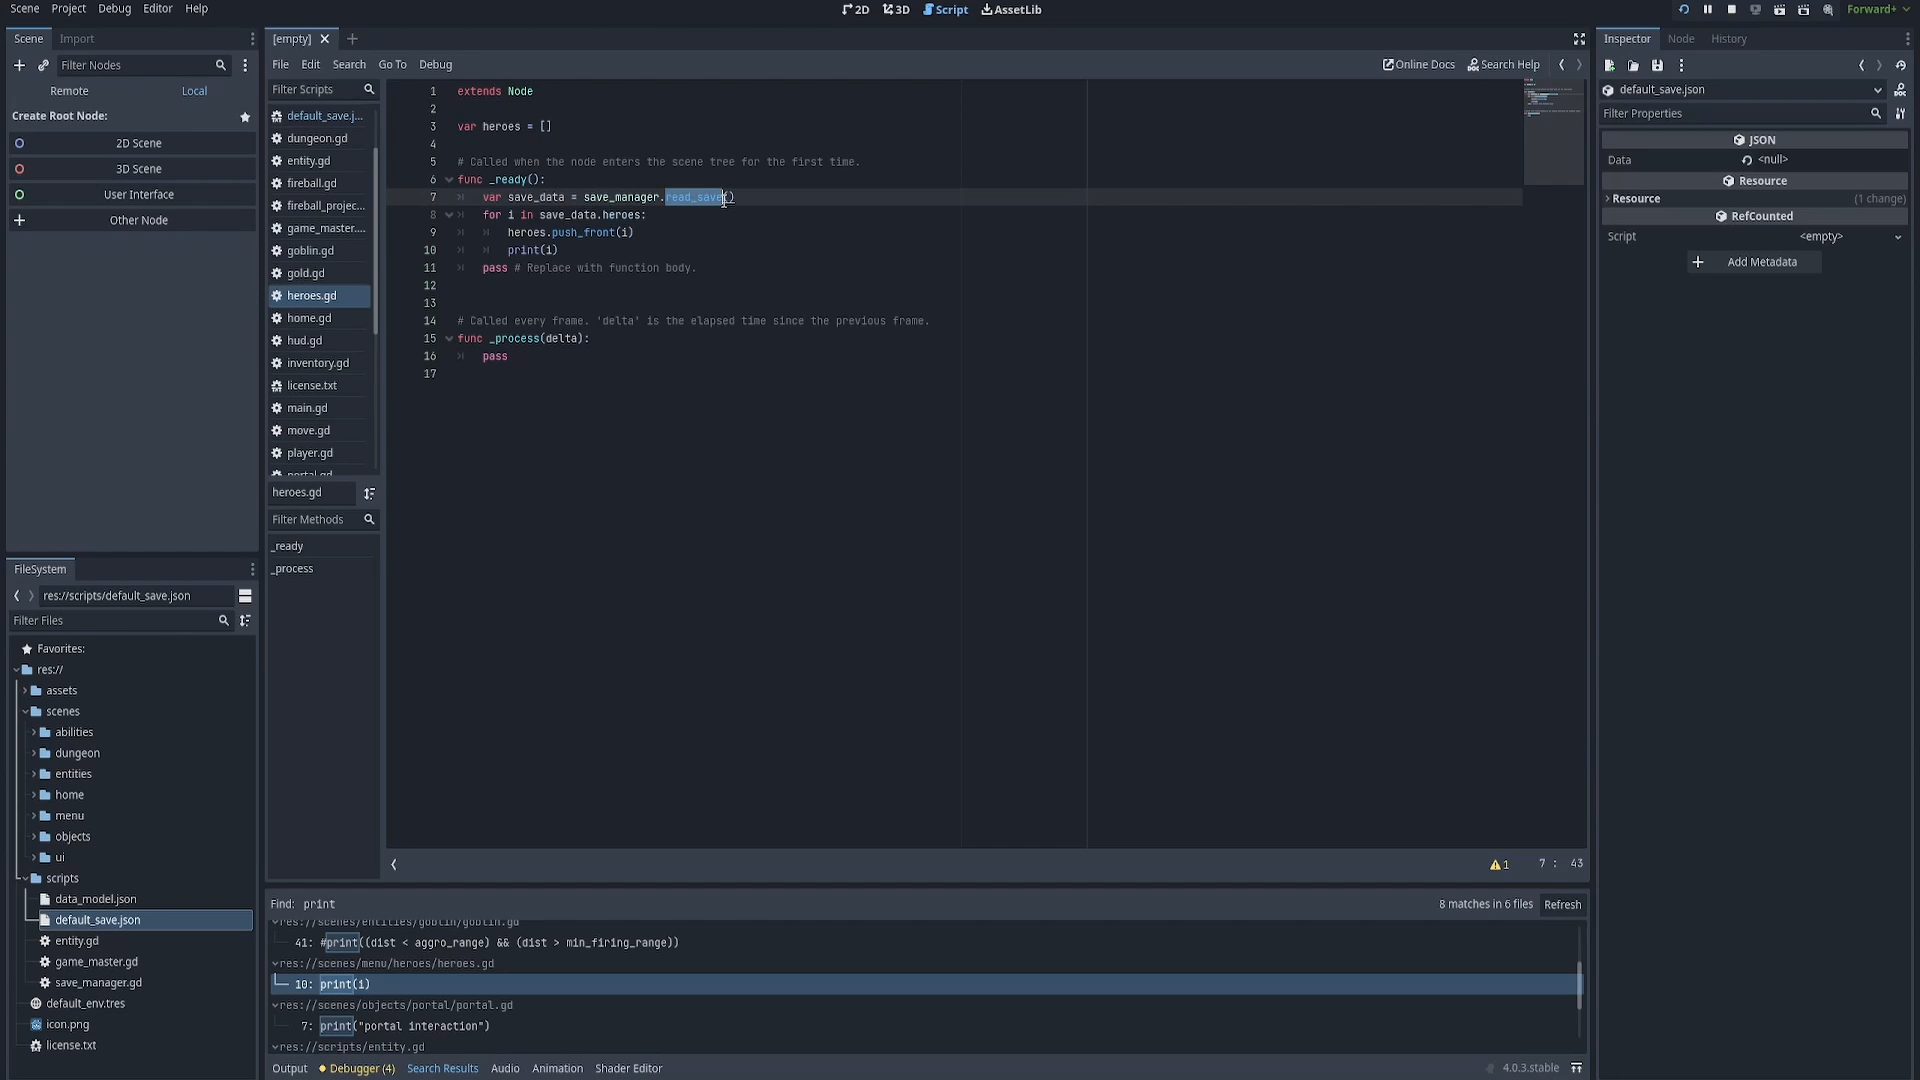 Scene Project Debug Editor Help
2D 3D Script AssetLib
Forward+
Scene Import
Filter Nodes
Remote Local
Create Root Node:
2D Scene
3D Scene
User Interface
Other Node
[empty]
File Edit Search Go To Debug
Online Docs Search Help
Filter Scripts
default_save.j...
dungeon.gd
entity.gd
fireball.gd
fireball_projec...
game_master....
goblin.gd
gold.gd
heroes.gd
home.gd
hud.gd
inventory.gd
license.txt
main.gd
move.gd
player.gd
portal.gd
heroes.gd
Filter Methods
_ready
_process
1 extends Node
2
3 var heroes = []
4
5 # Called when the node enters the scene tree for the first time.
6 func _ready():
7 var save_data = save_manager.read_save()
8 for i in save_data.heroes:
9 heroes.push_front(i)
10 print(i)
11 pass # Replace with function body.
12
13
14 # Called every frame. 'delta' is the elapsed time since the previous frame.
15 func _process(delta):
16 pass
17
1 7 : 43
Inspector Node History
default_save.json
Filter Properties
JSON
Data <null>
Resource
Resource (1 change)
RefCounted
Script <empty>
Add Metadata
FileSystem
res://scripts/default_save.json
Filter Files
Favorites:
res://
assets
scenes
abilities
dungeon
entities
home
menu
objects
ui
scripts
data_model.json
default_save.json
entity.gd
game_master.gd
save_manager.gd
default_env.tres
icon.png
license.txt
Find: print
8 matches in 6 files Refresh
res://scenes/entities/goblin/goblin.gd
41: #print((dist < aggro_range) && (dist > min_firing_range))
res://scenes/menu/heroes/heroes.gd
10: print(i)
res://scenes/objects/portal/portal.gd
7: print("portal interaction")
res://scripts/entity.gd
Output Debugger (4) Search Results Audio Animation Shader Editor
4.0.3.stable